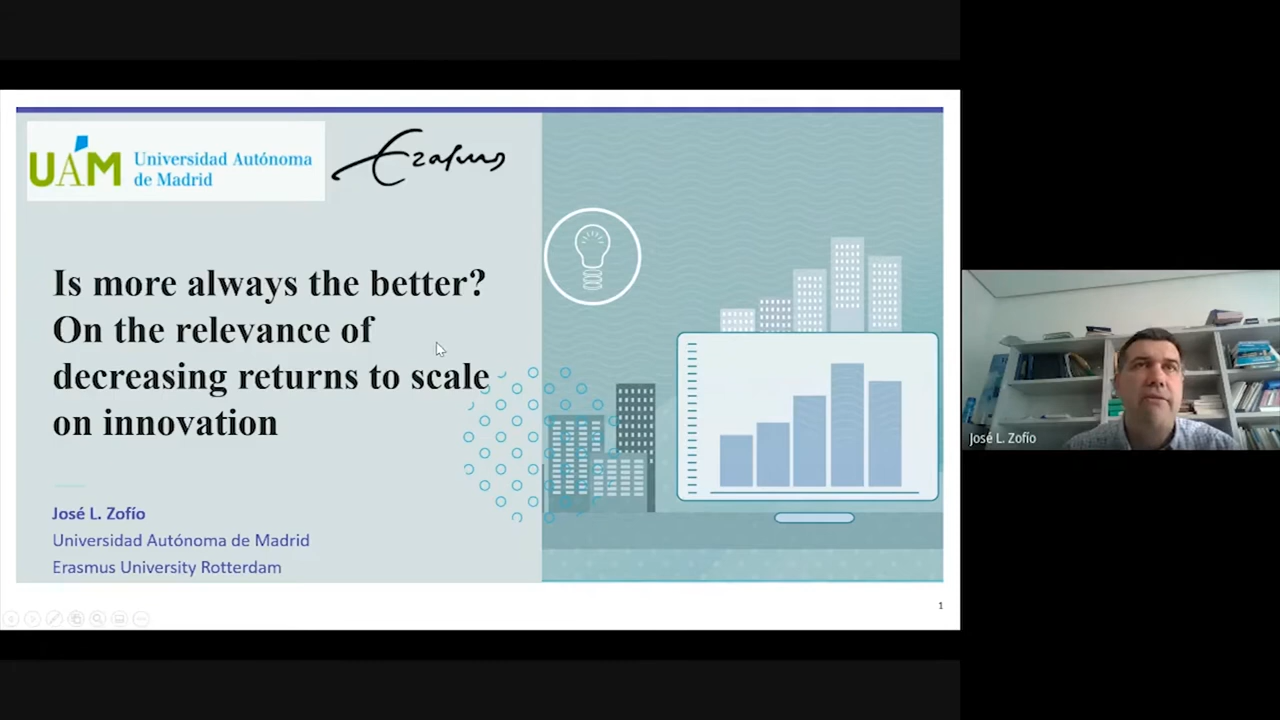 UAM Universidad Autónoma
de Madrid
Erasmus
Is more always the better?
On the relevance of
decreasing returns to scale
on innovation
José L. Zofío
Universidad Autónoma de Madrid
Erasmus University Rotterdam
1
José L. Zofío